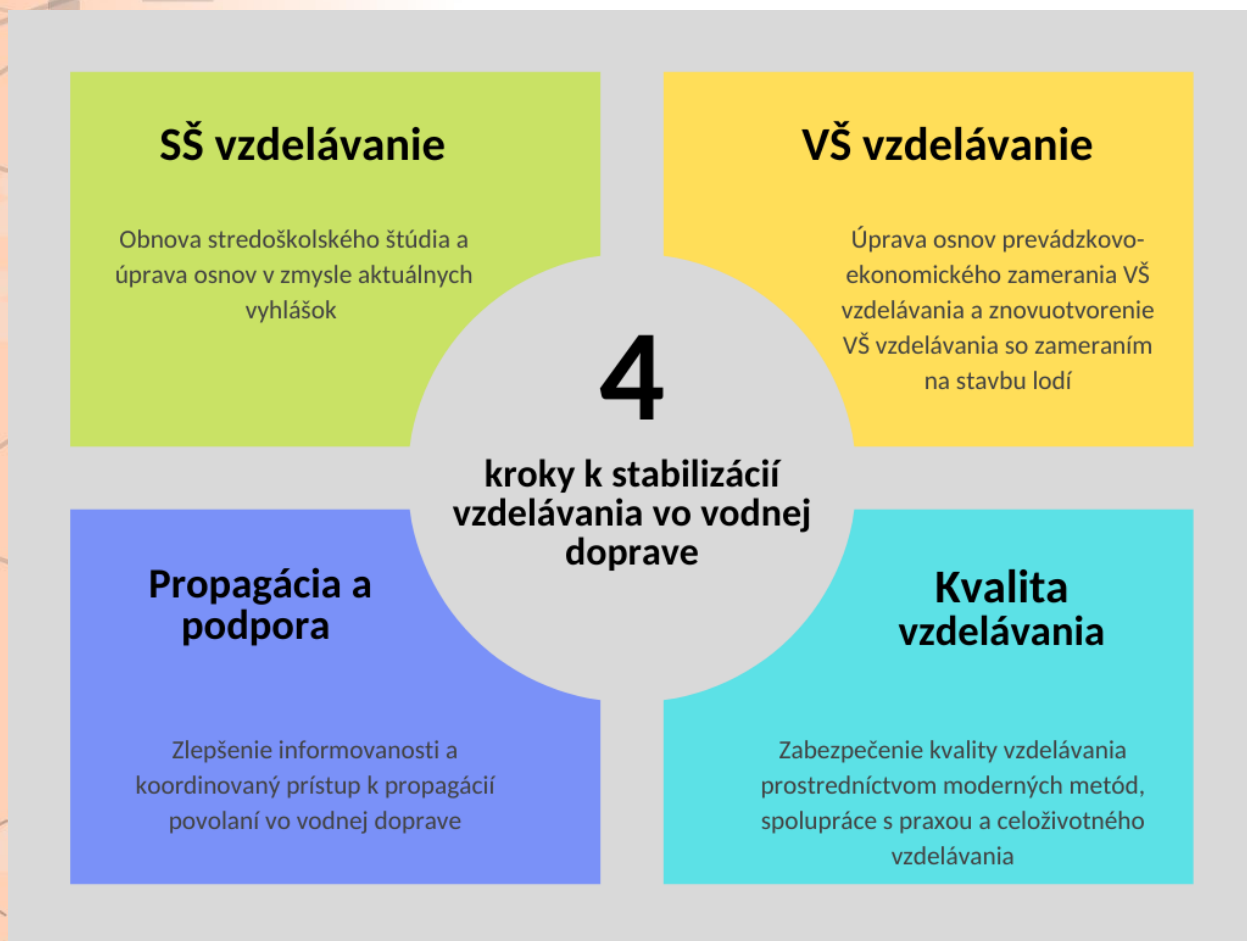 SŠ vzdelávanie
Obnova stredoškolského štúdia a
úprava osnov v zmysle aktuálnych
vyhlášok
VŠ vzdelávanie
Úprava osnov prevádzkovo-
ekonomického zamerania VŠ
vzdelávania a znovuotvorenie
VŠ vzdelávania so zameraním
na stavbu lodí
4
kroky k stabilizácií
vzdelávania vo vodnej
doprave
Propagácia a
podpora
Zlepšenie informovanosti a
koordinovaný prístup k propagácií
povolaní vo vodnej doprave
Kvalita
vzdelávania
Zabezpečenie kvality vzdelávania
prostredníctvom moderných metód,
spolupráce s praxou a celoživotného
vzdelávania